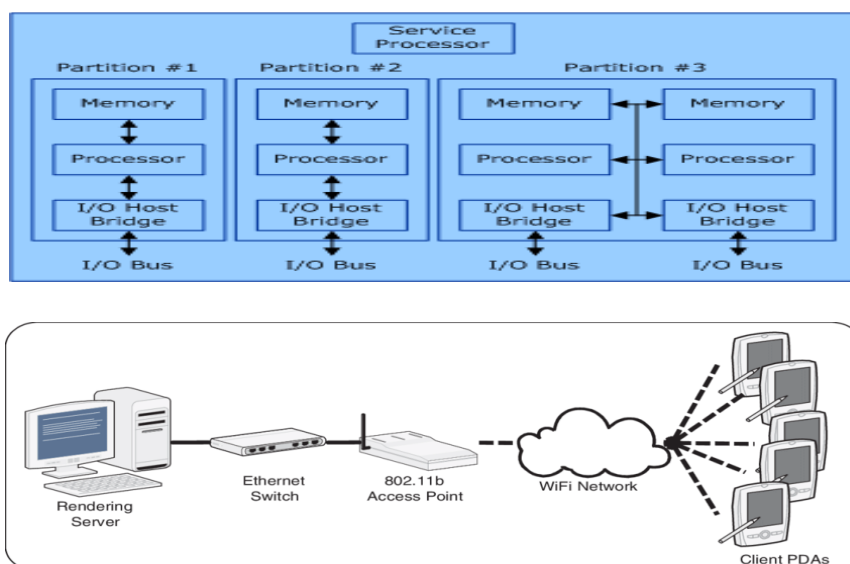 Service
Processor
Partition #1
Partition #2
Partition #3
Memory
Memory
Memory
Memory
Processor
Processor
Processor
Processor
I/O Host
Bridge
I/O Host
Bridge
I/O Host
Bridge
I/O Host
Bridge
I/O Bus
I/O Bus
I/O Bus
I/O Bus
Rendering
Server
Ethernet
Switch
802.11b
Access Point
WiFi Network
Client PDAs